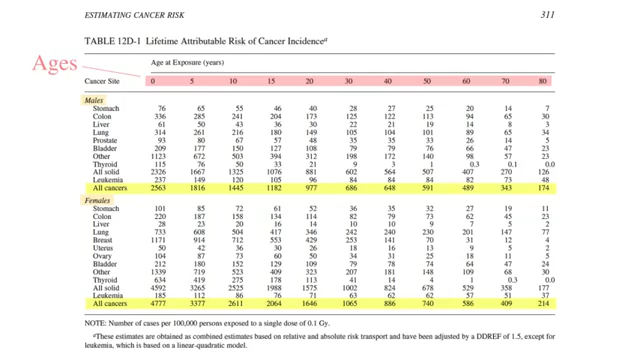 ESTIMATING CANCER RISK 311
TABLE 12D-1 Lifetime Attributable Risk of Cancer Incidenceᵃ
Ages
Age at Exposure (years)
Cancer Site 0 5 10 15 20 30 40 50 60 70 80
Males
Stomach 76 65 55 46 40 28 27 25 20 14 7
Colon 336 285 241 204 173 125 122 113 94 65 30
Liver 61 50 43 36 30 22 21 19 14 8 3
Lung 314 261 216 180 149 105 104 101 89 65 34
Prostate 93 80 67 57 48 35 35 33 26 14 5
Bladder 209 177 150 127 108 79 79 76 66 47 23
Other 1123 672 503 394 312 198 172 140 98 57 23
Thyroid 115 76 50 33 21 9 3 1 0.3 0.1 0.0
All solid 2326 1667 1325 1076 881 602 564 507 407 270 126
Leukemia 237 149 120 105 96 84 84 84 82 73 48
All cancers 2563 1816 1445 1182 977 686 648 591 489 343 174
Females
Stomach 101 85 72 61 52 36 35 32 27 19 11
Colon 220 187 158 134 114 82 79 73 62 45 23
Liver 28 23 20 16 14 10 10 9 7 5 2
Lung 733 608 504 417 346 242 240 230 201 147 77
Breast 1171 914 712 553 429 253 141 70 31 12 4
Uterus 50 42 36 30 26 18 16 13 9 5 2
Ovary 104 87 73 60 50 34 31 25 18 11 5
Bladder 212 180 152 129 109 79 78 74 64 47 24
Other 1339 719 523 409 323 207 181 148 109 68 30
Thyroid 634 419 275 178 113 41 14 4 1 0.3 0.0
All solid 4592 3265 2525 1988 1575 1002 824 678 529 358 177
Leukemia 185 112 86 76 71 63 62 62 57 51 37
All cancers 4777 3377 2611 2064 1646 1065 886 740 586 409 214
NOTE: Number of cases per 100,000 persons exposed to a single dose of 0.1 Gy.
ᵃThese estimates are obtained as combined estimates based on relative and absolute risk transport and have been adjusted by a DDREF of 1.5, except for
leukemia, which is based on a linear-quadratic model.